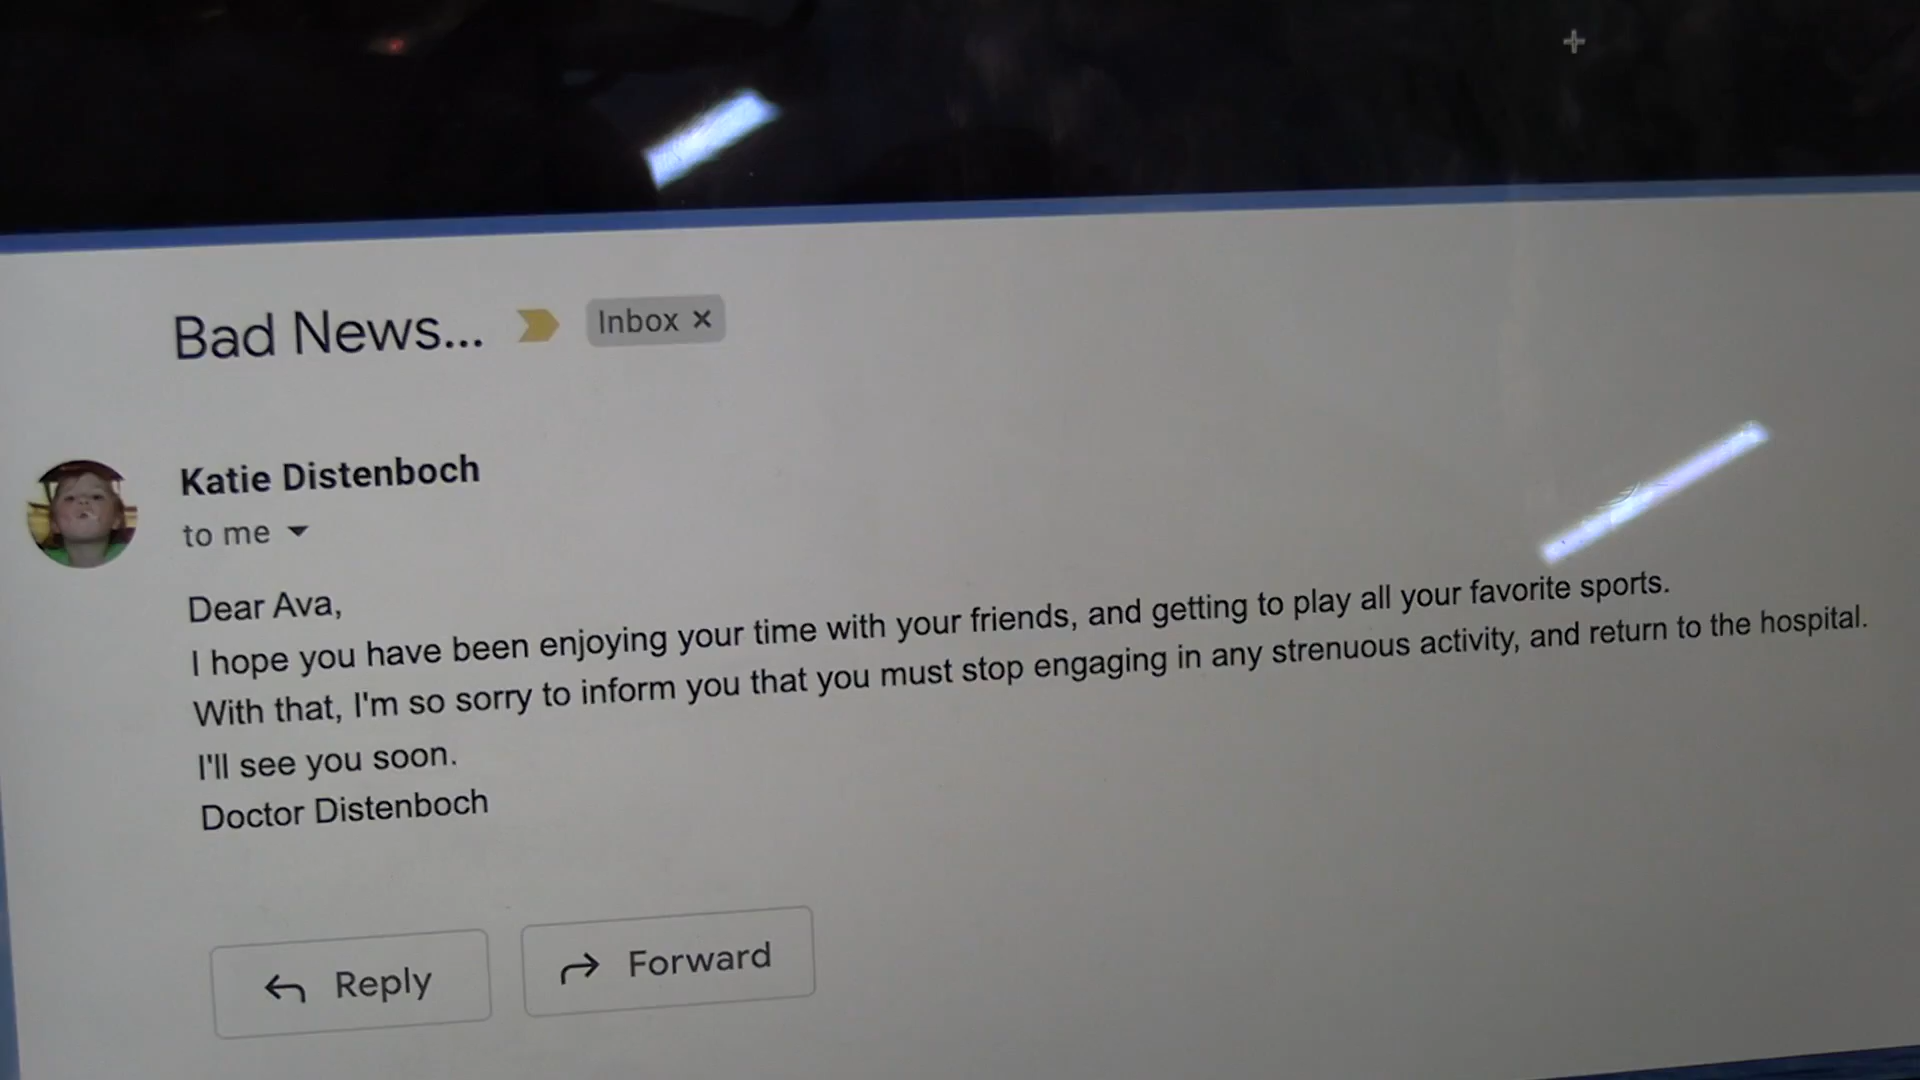 Bad News...
Inbox ×
Katie Distenboch
to me
Dear Ava,
I hope you have been enjoying your time with your friends, and getting to play all your favorite sports.
With that, I'm so sorry to inform you that you must stop engaging in any strenuous activity, and return to the hospital.
I'll see you soon.
Doctor Distenboch
Reply
Forward